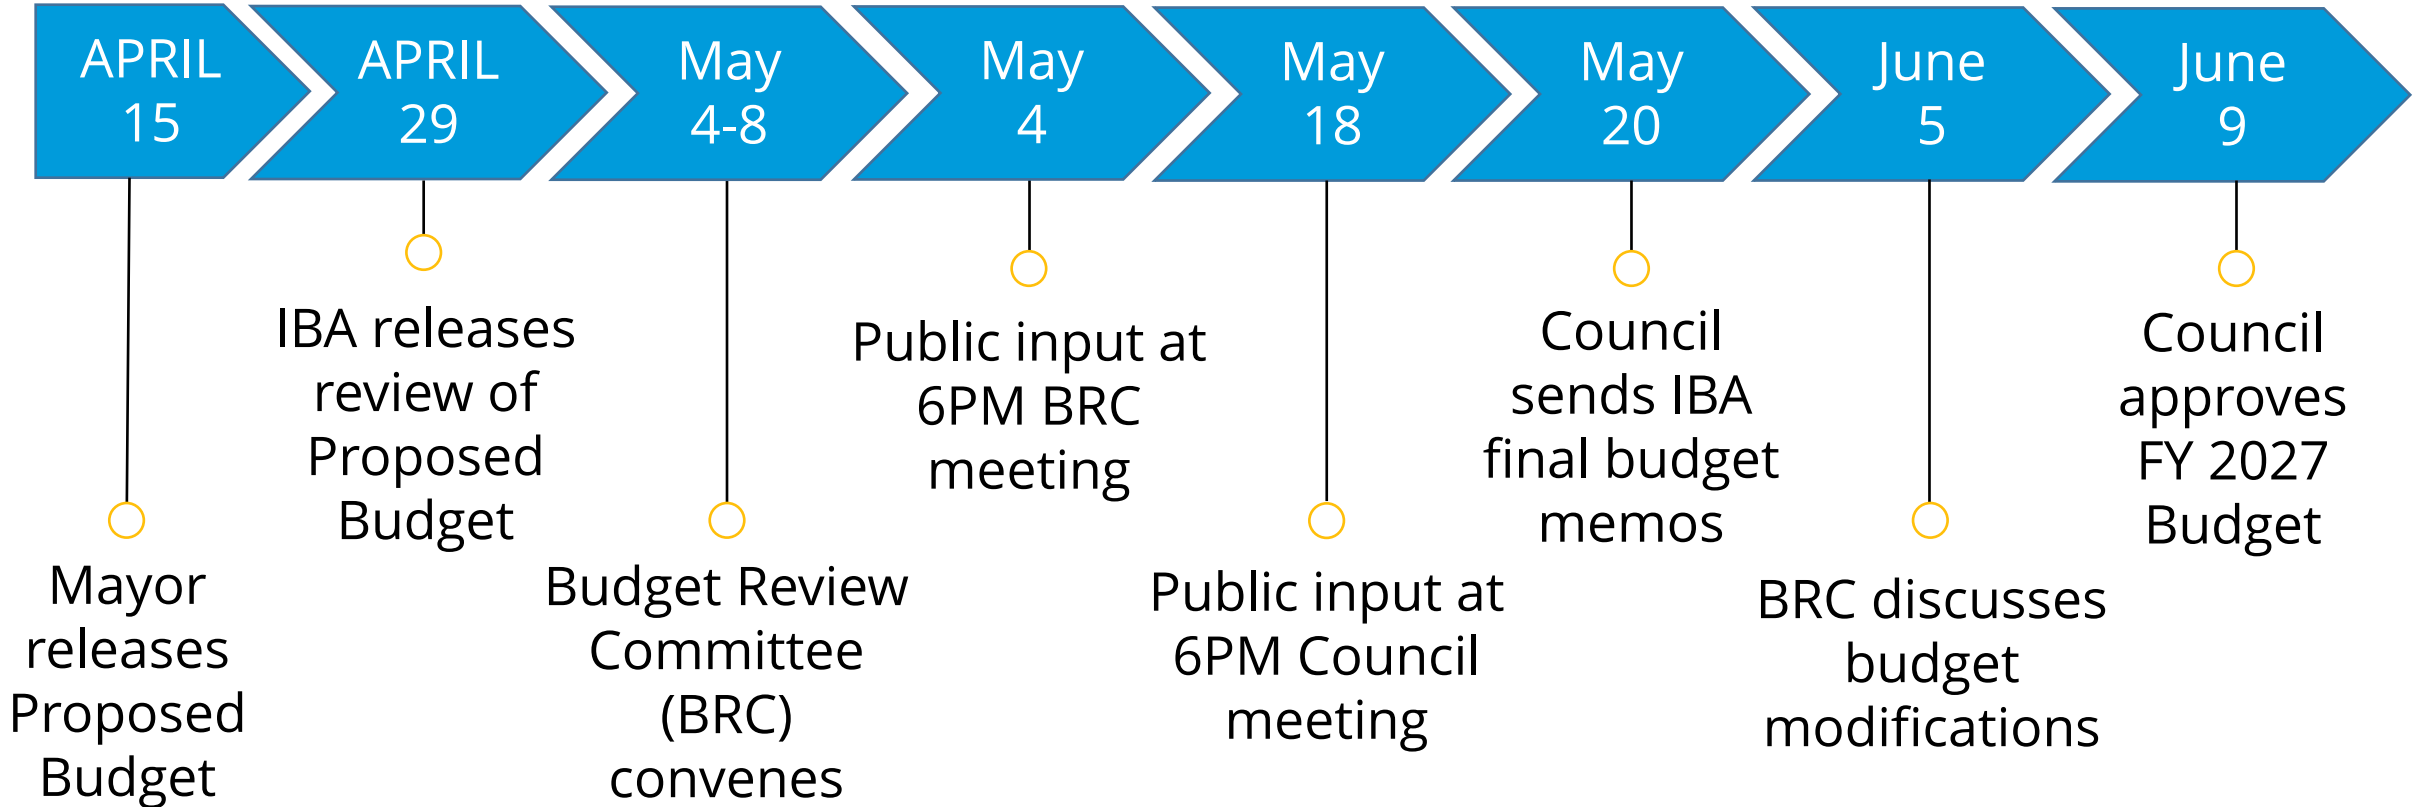 APRIL
15
APRIL
29
May
4-8
May
4
May
18
May
20
June
5
June
9
Mayor
releases
Proposed
Budget
IBA releases
review of
Proposed
Budget
Budget Review
Committee
(BRC)
convenes
Public input at
6PM BRC
meeting
Public input at
6PM Council
meeting
Council
sends IBA
final budget
memos
BRC discusses
budget
modifications
Council
approves
FY 2027
Budget